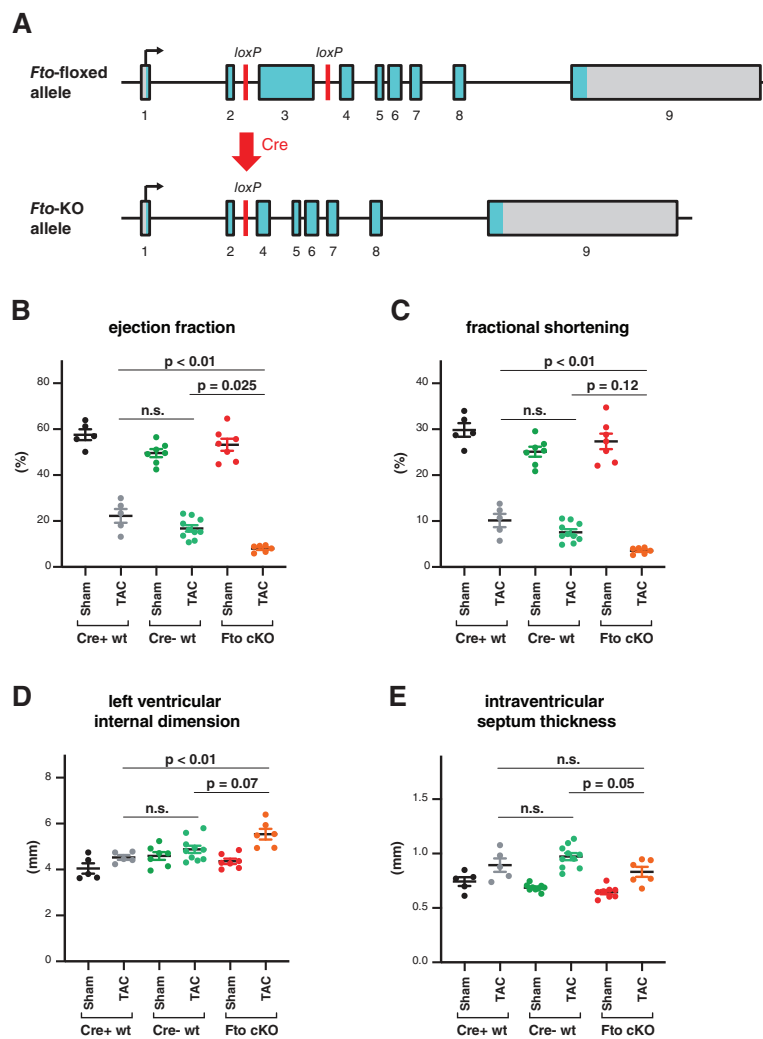 A
loxP loxP
Fto-floxed
allele
1 2 3 4 5 6 7 8 9
Cre
loxP
Fto-KO
allele
1 2 4 5 6 7 8 9
B
ejection fraction
p < 0.01
p = 0.025
n.s.
(%)
80
60
40
20
0
Sham TAC Sham TAC Sham TAC
Cre+ wt Cre- wt Fto cKO
C
fractional shortening
p < 0.01
p = 0.12
n.s.
(%)
40
30
20
10
0
Sham TAC Sham TAC Sham TAC
Cre+ wt Cre- wt Fto cKO
D
left ventricular
internal dimension
p < 0.01
p = 0.07
n.s.
(mm)
8
6
4
2
0
Sham TAC Sham TAC Sham TAC
Cre+ wt Cre- wt Fto cKO
E
intraventricular
septum thickness
n.s.
p = 0.05
n.s.
(mm)
1.5
1.0
0.5
0.0
Sham TAC Sham TAC Sham TAC
Cre+ wt Cre- wt Fto cKO